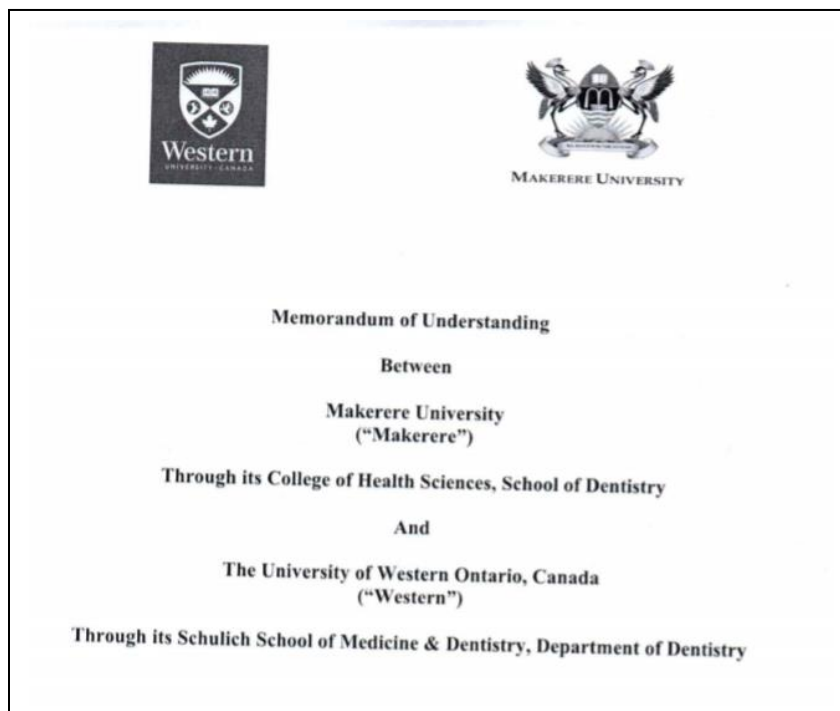 Western
UNIVERSITY · CANADA
MAKERERE UNIVERSITY
Memorandum of Understanding
Between
Makerere University
(“Makerere”)
Through its College of Health Sciences, School of Dentistry
And
The University of Western Ontario, Canada
(“Western”)
Through its Schulich School of Medicine & Dentistry, Department of Dentistry